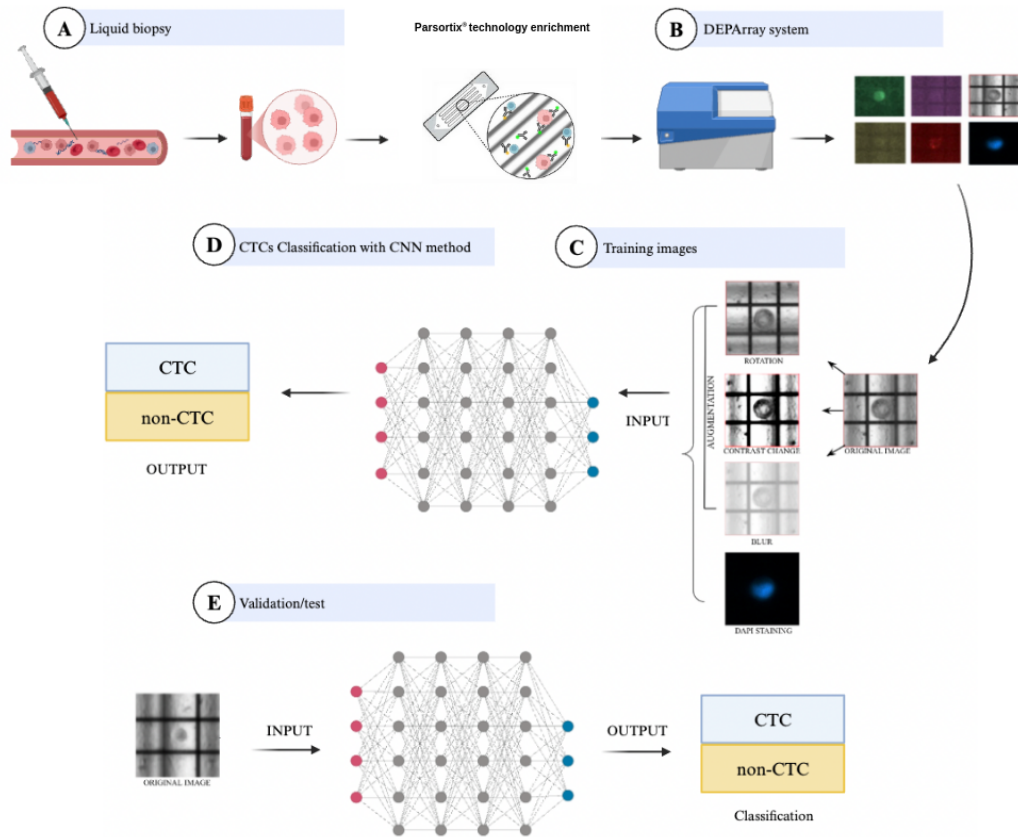 A
Liquid biopsy
Parsortix® technology enrichment
B
DEPArray system
D
CTCs Classification with CNN method
C
Training images
ROTATION
AUGMENTATION
CONTRAST CHANGE
ORIGINAL IMAGE
BLUR
DAPI STAINING
INPUT
CTC
non-CTC
OUTPUT
E
Validation/test
ORIGINAL IMAGE
INPUT
OUTPUT
CTC
non-CTC
Classification